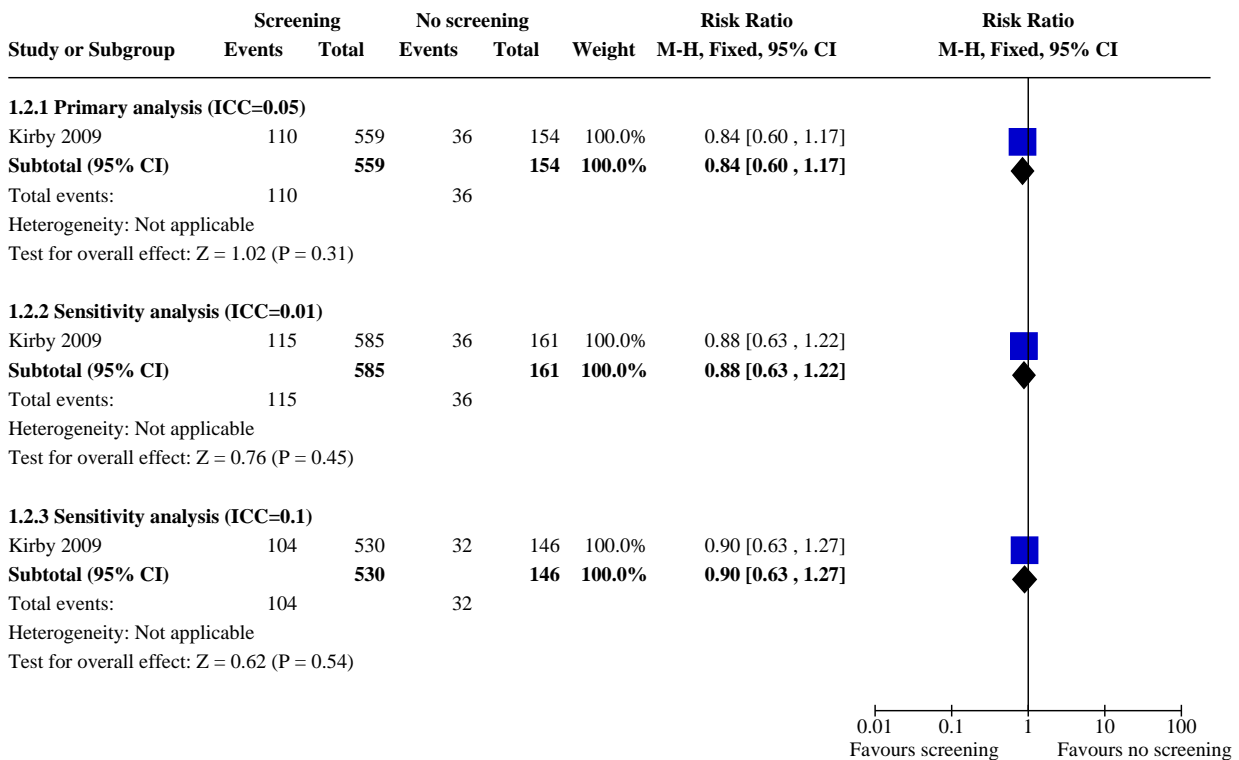 Screening No screening Risk Ratio Risk Ratio
Study or Subgroup Events Total Events Total Weight M-H, Fixed, 95% CI M-H, Fixed, 95% CI
1.2.1 Primary analysis (ICC=0.05)
Kirby 2009 110 559 36 154 100.0% 0.84 [0.60 , 1.17]
Subtotal (95% CI) 559 154 100.0% 0.84 [0.60 , 1.17]
Total events: 110 36
Heterogeneity: Not applicable
Test for overall effect: Z = 1.02 (P = 0.31)
1.2.2 Sensitivity analysis (ICC=0.01)
Kirby 2009 115 585 36 161 100.0% 0.88 [0.63 , 1.22]
Subtotal (95% CI) 585 161 100.0% 0.88 [0.63 , 1.22]
Total events: 115 36
Heterogeneity: Not applicable
Test for overall effect: Z = 0.76 (P = 0.45)
1.2.3 Sensitivity analysis (ICC=0.1)
Kirby 2009 104 530 32 146 100.0% 0.90 [0.63 , 1.27]
Subtotal (95% CI) 530 146 100.0% 0.90 [0.63 , 1.27]
Total events: 104 32
Heterogeneity: Not applicable
Test for overall effect: Z = 0.62 (P = 0.54)
0.01 0.1 1 10 100
Favours screening Favours no screening